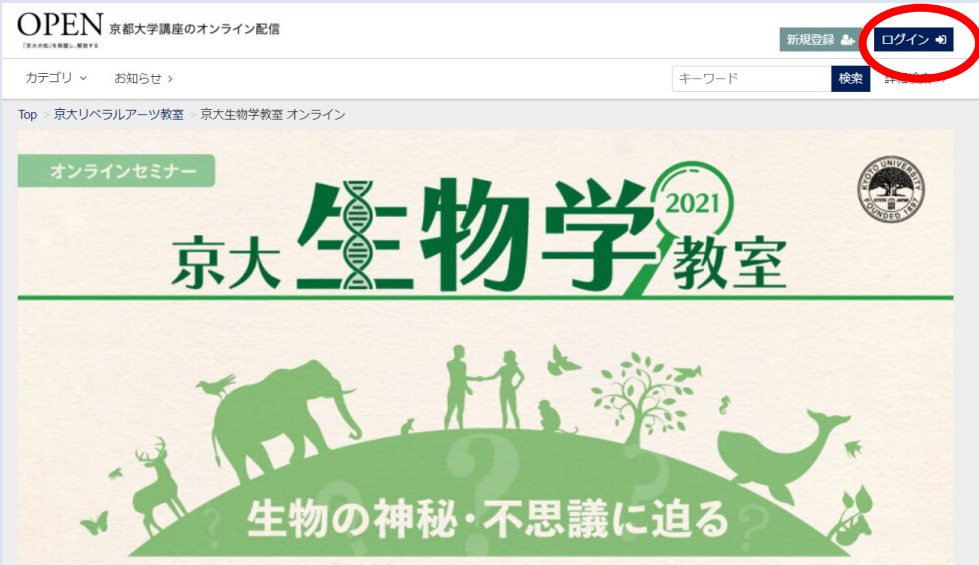 OPEN 京都大学講座のオンライン配信
「京大の知」を発展し、解放する
新規登録
ログイン
カテゴリ
お知らせ
キーワード
検索
Top > 京大リベラルアーツ教室 > 京大生物学教室 オンライン
オンラインセミナー
京大生物学教室
2021
KYOTO UNIVERSITY
KYOTO JAPAN
FOUNDED 1897
生物の神秘・不思議に迫る
? ? ? ? ?